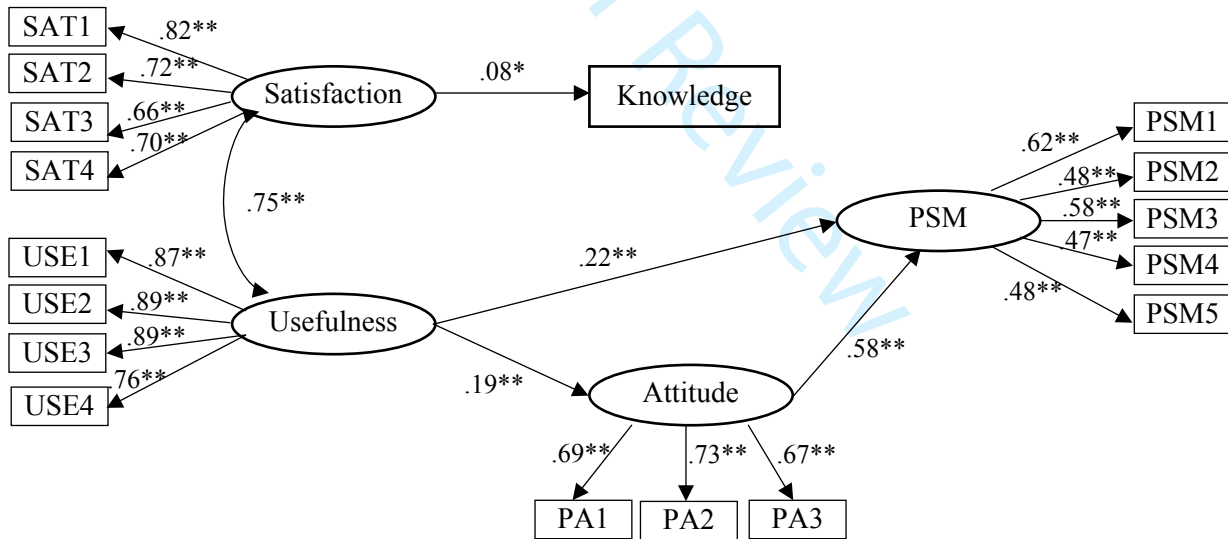 SAT1
.82**
SAT2
.72**
SAT3
.66**
SAT4
.70**
Satisfaction
.08*
Knowledge
.75**
USE1
.87**
USE2
.89**
USE3
.89**
USE4
.76**
Usefulness
.22**
.19**
Attitude
.58**
.69**
.73**
.67**
PA1
PA2
PA3
PSM
.62**
PSM1
.48**
PSM2
.58**
PSM3
.47**
PSM4
.48**
PSM5
Review